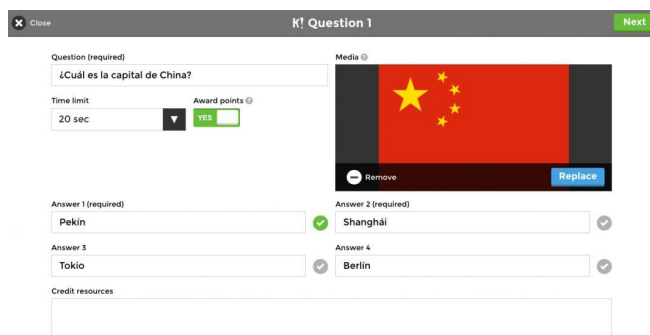 Close
K! Question 1
Next
Question (required)
¿Cuál es la capital de China?
Media
Time limit
Award points
20 sec
YES
Remove
Replace
Answer 1 (required)
Answer 2 (required)
Pekín
Shanghái
Answer 3
Answer 4
Tokio
Berlín
Credit resources